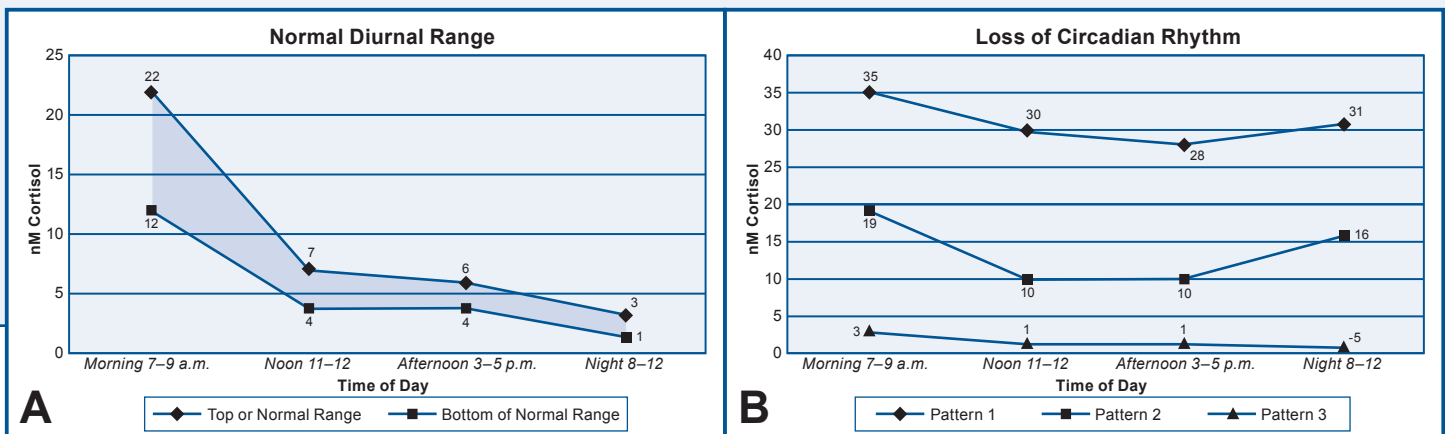 Normal Diurnal Range
nM Cortisol
25
20
15
10
5
0
22
12
7
4
6
4
3
1
Morning 7–9 a.m.
Noon 11–12
Afternoon 3–5 p.m.
Night 8–12
Time of Day
Top or Normal Range
Bottom of Normal Range
A
Loss of Circadian Rhythm
nM Cortisol
40
35
30
25
20
15
10
5
0
35
30
28
31
19
10
10
16
3
1
1
-5
Morning 7–9 a.m.
Noon 11–12
Afternoon 3–5 p.m.
Night 8–12
Time of Day
Pattern 1
Pattern 2
Pattern 3
B